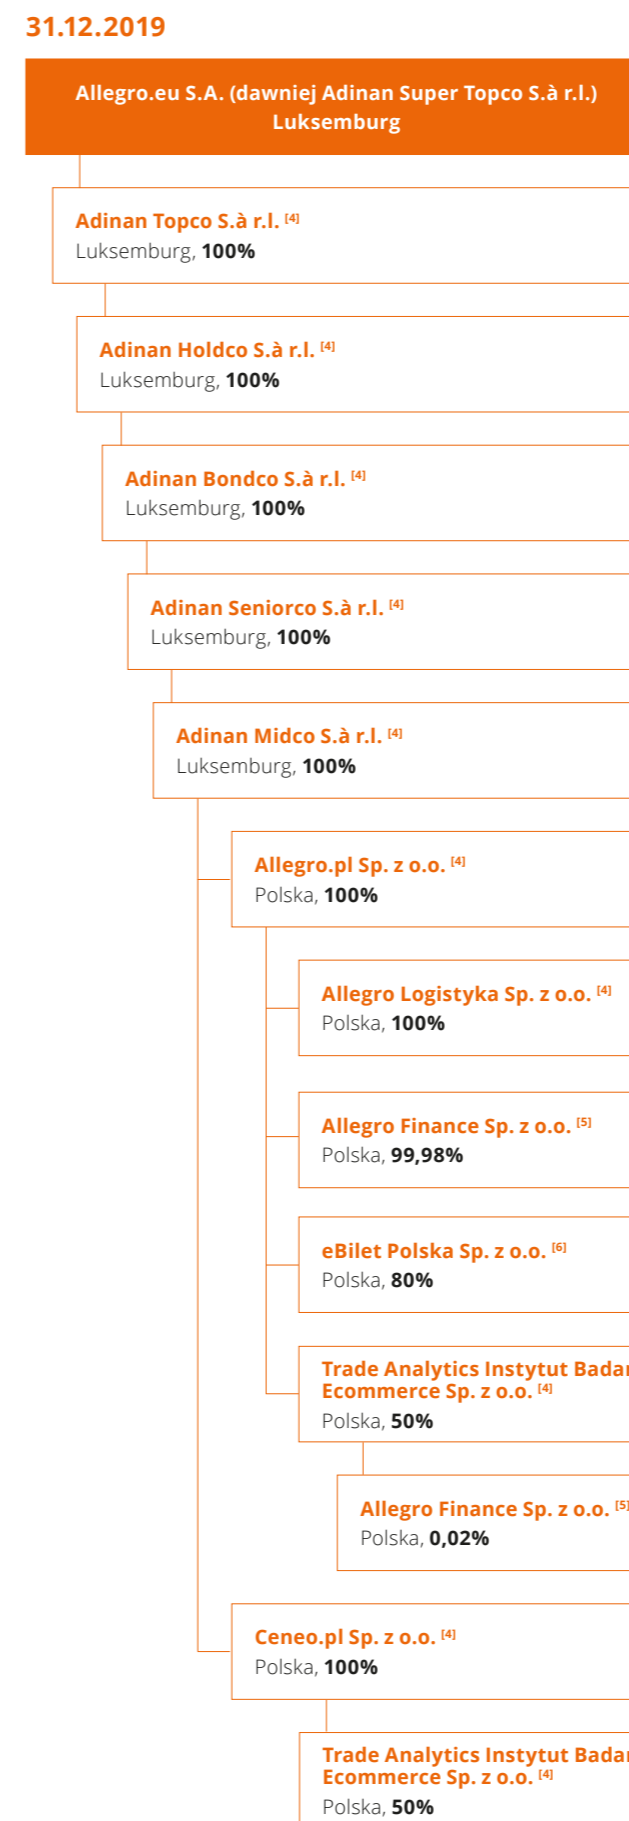 31.12.2019
Allegro.eu S.A. (dawniej Adinan Super Topco S.à r.l.)
Luksemburg
Adinan Topco S.à r.l. [4]
Luksemburg, 100%
Adinan Holdco S.à r.l. [4]
Luksemburg, 100%
Adinan Bondco S.à r.l. [4]
Luksemburg, 100%
Adinan Seniorco S.à r.l. [4]
Luksemburg, 100%
Adinan Midco S.à r.l. [4]
Luksemburg, 100%
Allegro.pl Sp. z o.o. [4]
Polska, 100%
Allegro Logistyka Sp. z o.o. [4]
Polska, 100%
Allegro Finance Sp. z o.o. [5]
Polska, 99,98%
eBilet Polska Sp. z o.o. [6]
Polska, 80%
Trade Analytics Instytut Badań
Ecommerce Sp. z o.o. [4]
Polska, 50%
Allegro Finance Sp. z o.o. [5]
Polska, 0,02%
Ceneo.pl Sp. z o.o. [4]
Polska, 100%
Trade Analytics Instytut Badań
Ecommerce Sp. z o.o. [4]
Polska, 50%